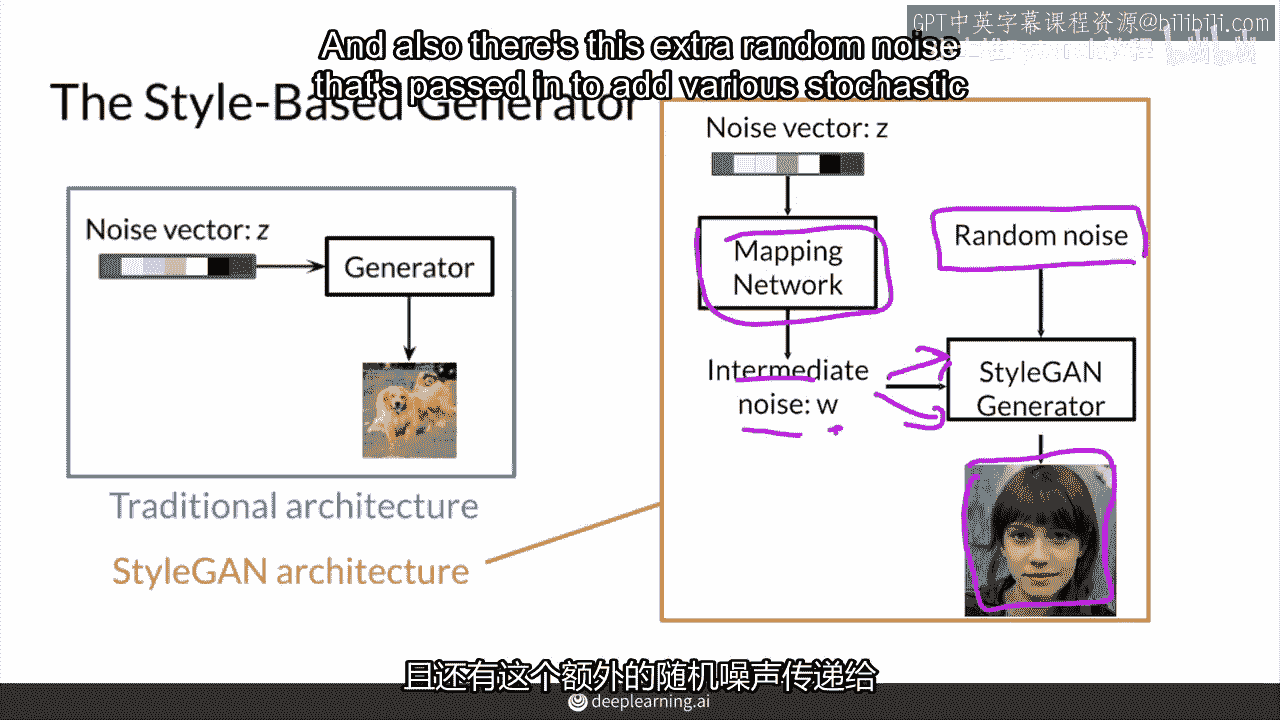 GPT中英字幕课程资源@bilibili.com
And also there's this extra random noise
that's passed in to add various stochastic
The Style-Based Generator
Noise vector: z
Generator
Traditional architecture
StyleGAN architecture
Noise vector: z
Mapping
Network
Random noise
Intermediate
noise: w
StyleGAN
Generator
且还有这个额外的随机噪声传递给
deeplearning.ai